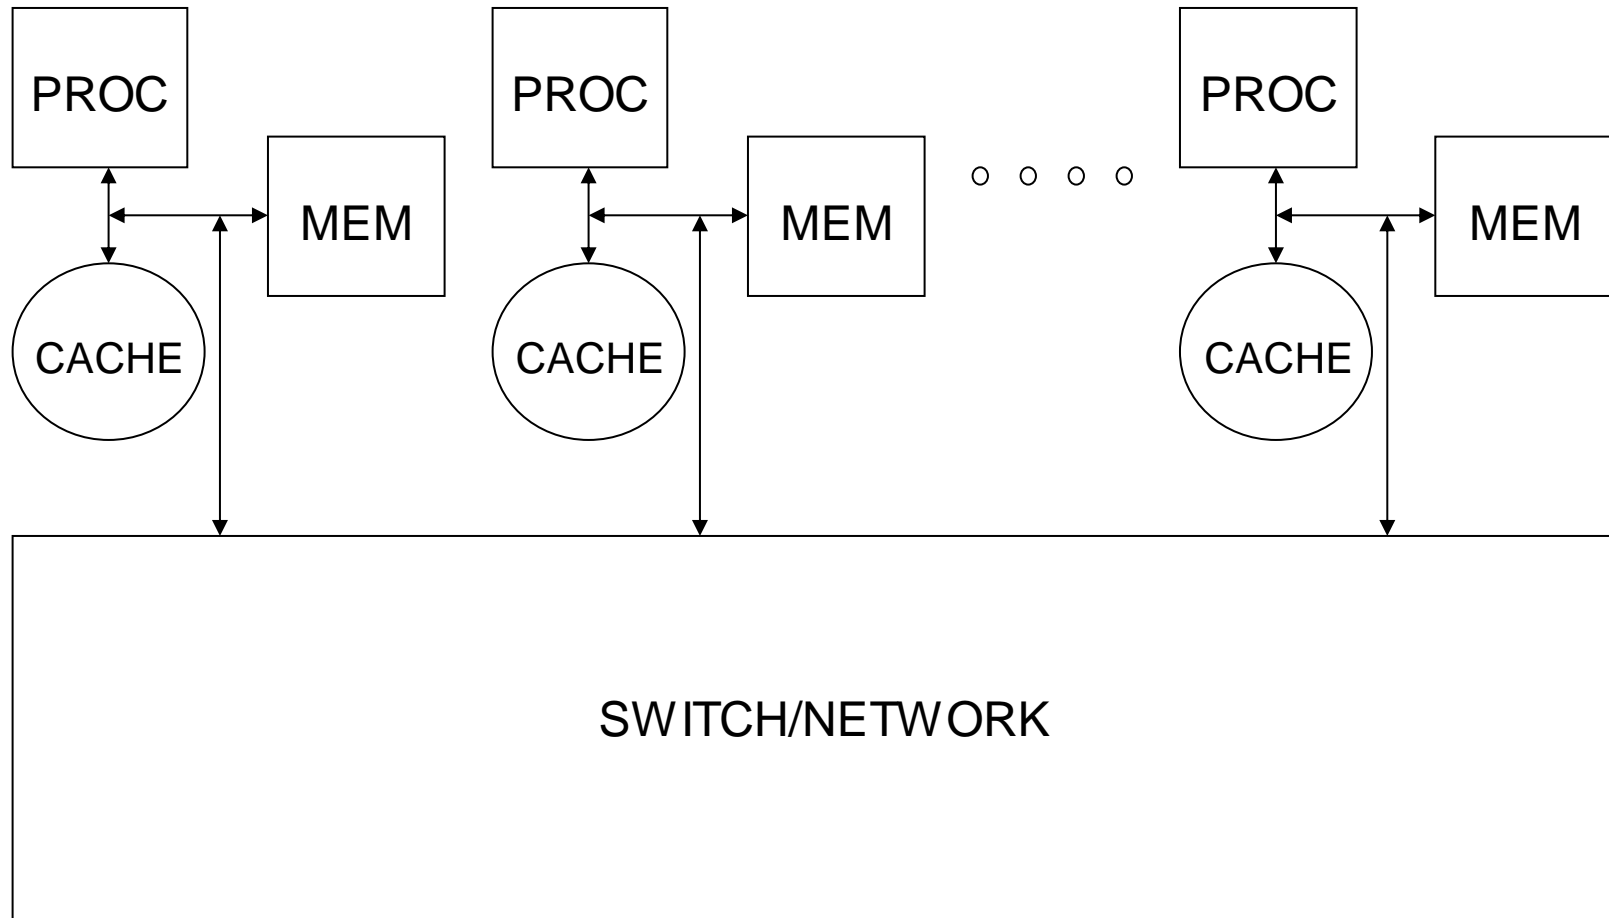 PROC
PROC
PROC
MEM
MEM
MEM
CACHE
CACHE
CACHE
SWITCH/NETWORK